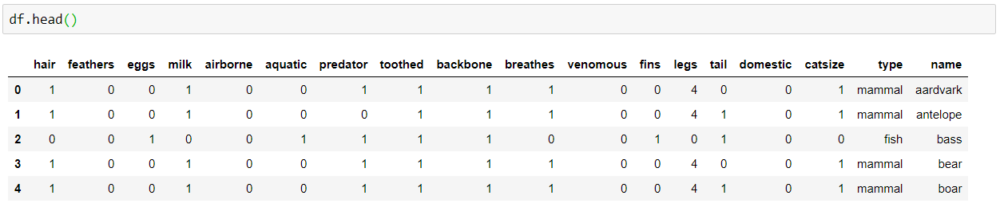 df.head()
hair feathers eggs milk airborne aquatic predator toothed backbone breathes venomous fins legs tail domestic catsize type name
0 1 0 0 1 0 0 1 1 1 1 0 0 4 0 0 1 mammal aardvark
1 1 0 0 1 0 0 0 1 1 1 0 0 4 1 0 1 mammal antelope
2 0 0 1 0 0 1 1 1 1 0 0 1 0 1 0 0 fish bass
3 1 0 0 1 0 0 1 1 1 1 0 0 4 0 0 1 mammal bear
4 1 0 0 1 0 0 1 1 1 1 0 0 4 1 0 1 mammal boar